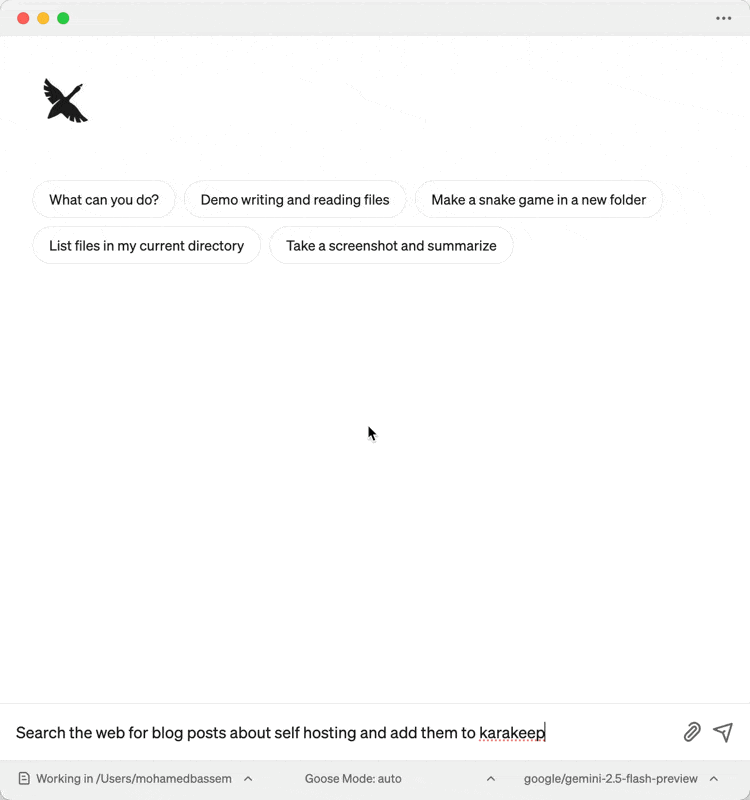 What can you do? Demo writing and reading files Make a snake game in a new folder
List files in my current directory Take a screenshot and summarize
Search the web for blog posts about self hosting and add them to karakeep
Working in /Users/mohamedbassem Goose Mode: auto google/gemini-2.5-flash-preview